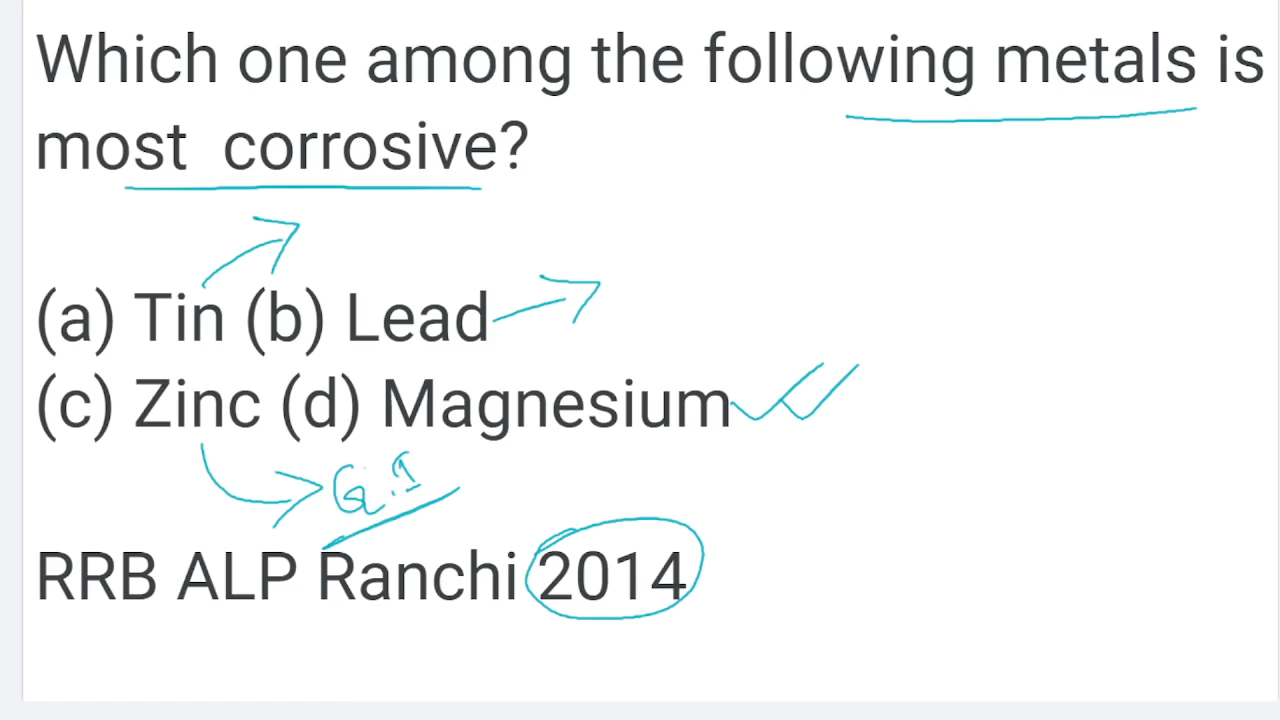 Which one among the following metals is
most corrosive?
(a) Tin (b) Lead
(c) Zinc (d) Magnesium
G.I
RRB ALP Ranchi 2014